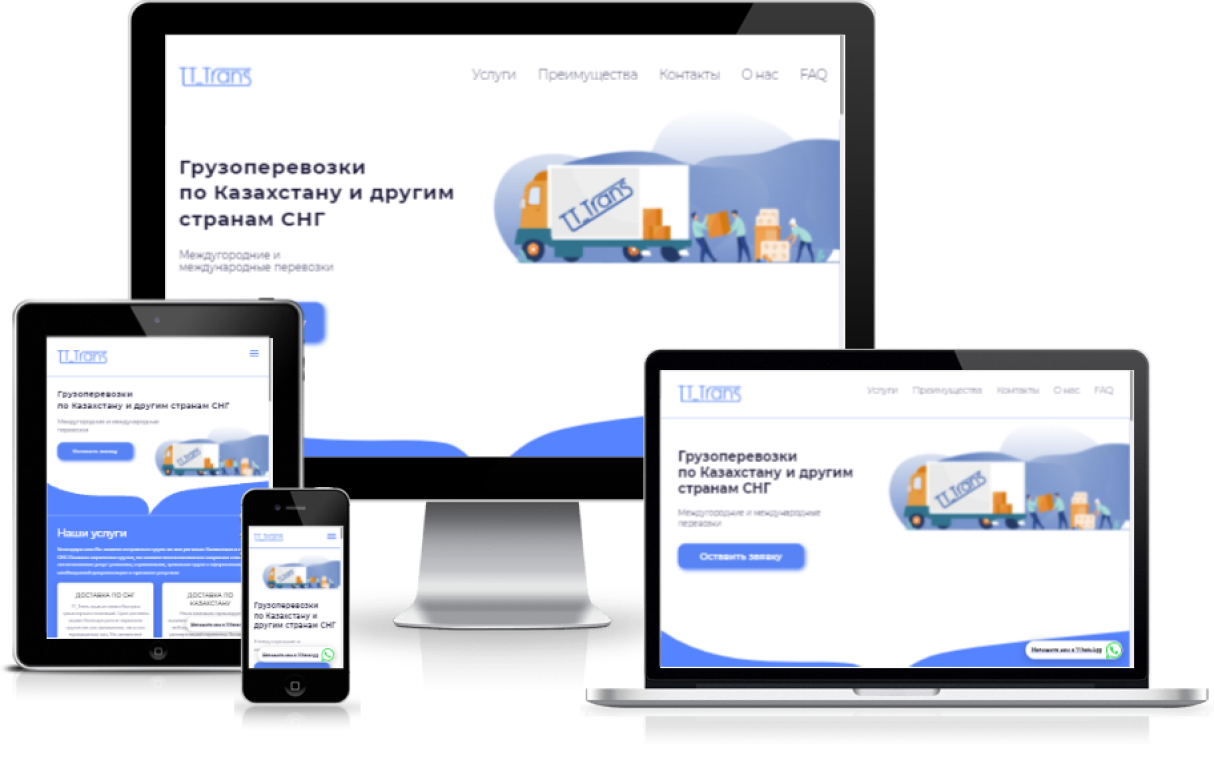 TT_Trans
Услуги Преимущества Контакты О нас FAQ
Грузоперевозки
по Казахстану и другим
странам СНГ
Междугородние и
международные перевозки
TT_Trans
TT_Trans
Грузоперевозки
по Казахстану и другим странам СНГ
Междугородние и международные
перевозки
Оставить заявку
TT_Trans
Наши услуги
ДОСТАВКА ПО СНГ
ДОСТАВКА ПО
КАЗАХСТАНУ
TT_Trans
Грузоперевозки
по Казахстану и
другим странам СНГ
Междугородние и
Напишите нам в WhatsApp
TT_Trans
Услуги Преимущества Контакты О нас FAQ
Грузоперевозки
по Казахстану и другим
странам СНГ
Междугородние и международные
перевозки
Оставить заявку
TT_Trans
Напишите нам в WhatsApp